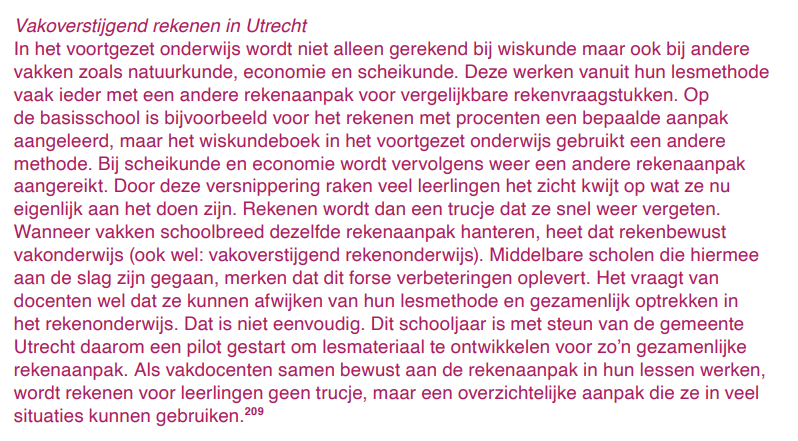 Vakoverstijgend rekenen in Utrecht
In het voortgezet onderwijs wordt niet alleen gerekend bij wiskunde maar ook bij andere
vakken zoals natuurkunde, economie en scheikunde. Deze werken vanuit hun lesmethode
vaak ieder met een andere rekenaanpak voor vergelijkbare rekenvraagstukken. Op
de basisschool is bijvoorbeeld voor het rekenen met procenten een bepaalde aanpak
aangeleerd, maar het wiskundeboek in het voortgezet onderwijs gebruikt een andere
methode. Bij scheikunde en economie wordt vervolgens weer een andere rekenaanpak
aangereikt. Door deze versnippering raken veel leerlingen het zicht kwijt op wat ze nu
eigenlijk aan het doen zijn. Rekenen wordt dan een trucje dat ze snel weer vergeten.
Wanneer vakken schoolbreed dezelfde rekenaanpak hanteren, heet dat rekenbewust
vakonderwijs (ook wel: vakoverstijgend rekenonderwijs). Middelbare scholen die hiermee
aan de slag zijn gegaan, merken dat dit forse verbeteringen oplevert. Het vraagt van
docenten wel dat ze kunnen afwijken van hun lesmethode en gezamenlijk optrekken in
het rekenonderwijs. Dat is niet eenvoudig. Dit schooljaar is met steun van de gemeente
Utrecht daarom een pilot gestart om lesmateriaal te ontwikkelen voor zo’n gezamenlijke
rekenaanpak. Als vakdocenten samen bewust aan de rekenaanpak in hun lessen werken,
wordt rekenen voor leerlingen geen trucje, maar een overzichtelijke aanpak die ze in veel
situaties kunnen gebruiken.209